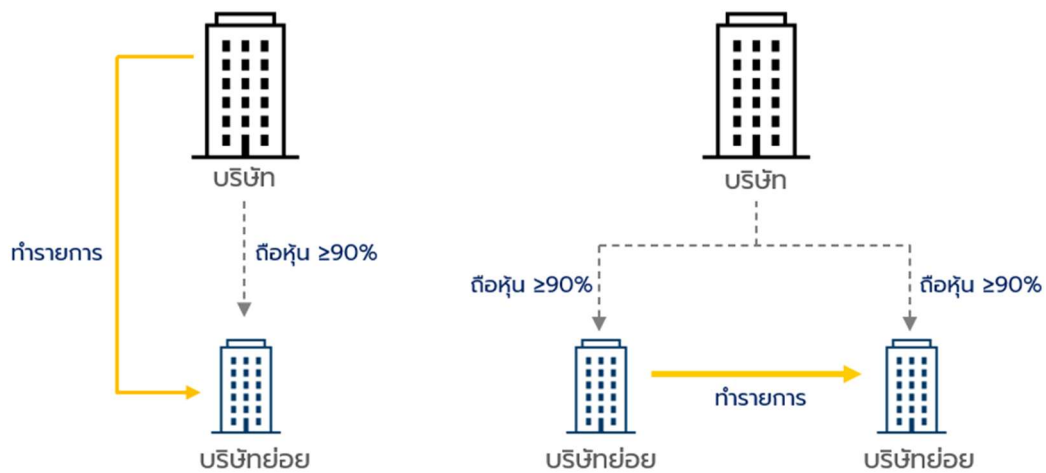 บริษัท
ทำรายการ
ถือหุ้น ≥90%
บริษัทย่อย
บริษัท
ถือหุ้น ≥90%
ถือหุ้น ≥90%
ทำรายการ
บริษัทย่อย
บริษัทย่อย